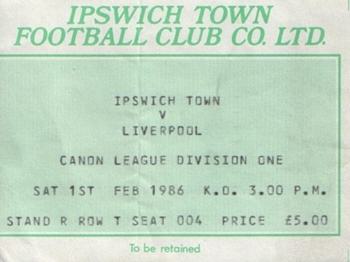 IPSWICH TOWN
FOOTBALL CLUB CO. LTD.
IPSWICH TOWN
V
LIVERPOOL
CANON LEAGUE DIVISION ONE
SAT 1ST FEB 1986 K.O. 3.00 P.M.
STAND R ROW T SEAT 004 PRICE £5.00
To be retained